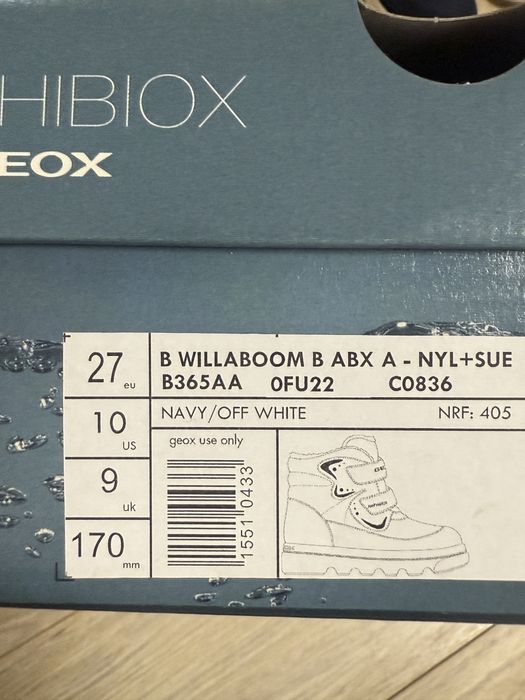 HIBIOX
EOX
27 eu
B WILLABOOM B ABX A - NYL+SUE
B365AA 0FU22 C0836
10 US
NAVY/OFF WHITE NRF: 405
9 uk
geox use only
1551 0433
170 mm